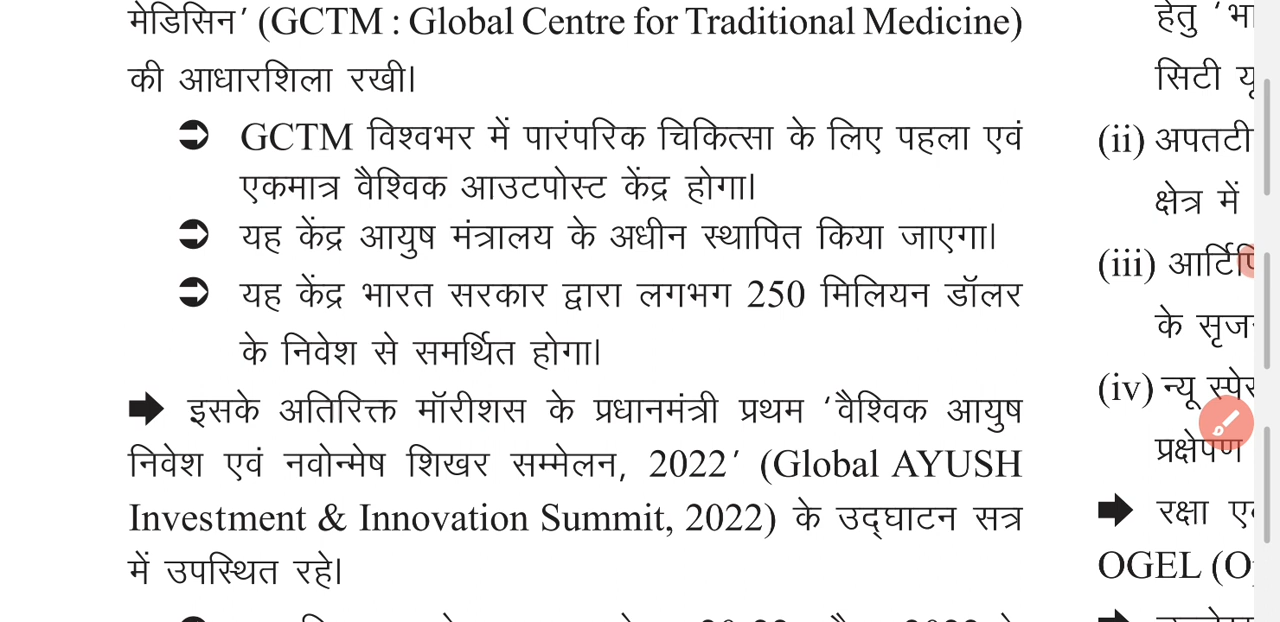 मेडिसिन’ (GCTM : Global Centre for Traditional Medicine)
की आधारशिला रखी।
➲ GCTM विश्वभर में पारंपरिक चिकित्सा के लिए पहला एवं
एकमात्र वैश्विक आउटपोस्ट केंद्र होगा।
➲ यह केंद्र आयुष मंत्रालय के अधीन स्थापित किया जाएगा।
➲ यह केंद्र भारत सरकार द्वारा लगभग 250 मिलियन डॉलर
के निवेश से समर्थित होगा।
➡ इसके अतिरिक्त मॉरीशस के प्रधानमंत्री प्रथम ‘वैश्विक आयुष
निवेश एवं नवोन्मेष शिखर सम्मेलन, 2022’ (Global AYUSH
Investment & Innovation Summit, 2022) के उद्घाटन सत्र
में उपस्थित रहे।
हेतु
सिटी
(ii) अपतटी
क्षेत्र में
(iii)
के
(iv) न्यू
प्रक्षेपण
➡ रक्षा
OGEL